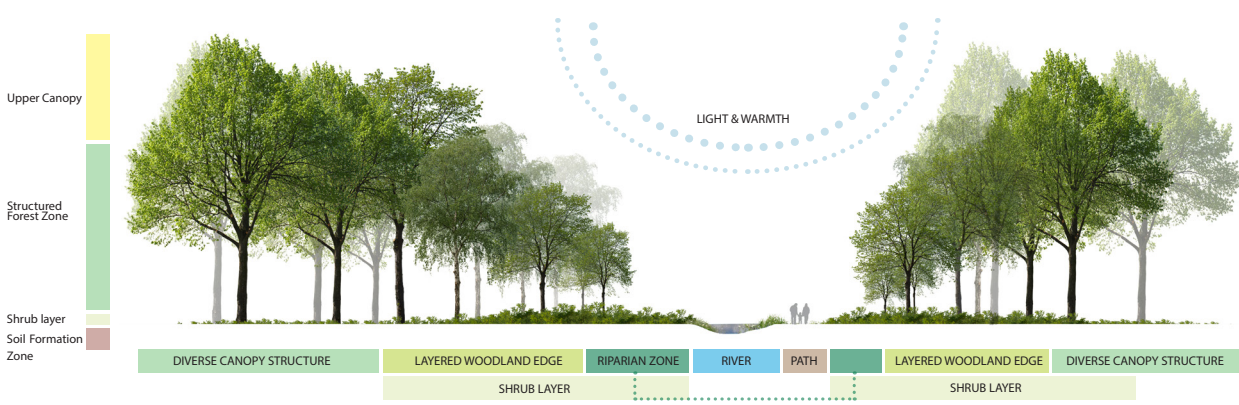 Upper Canopy
Structured
Forest Zone
Shrub layer
Soil Formation
Zone
LIGHT & WARMTH
DIVERSE CANOPY STRUCTURE
LAYERED WOODLAND EDGE
RIPARIAN ZONE
RIVER
PATH
LAYERED WOODLAND EDGE
DIVERSE CANOPY STRUCTURE
SHRUB LAYER
SHRUB LAYER